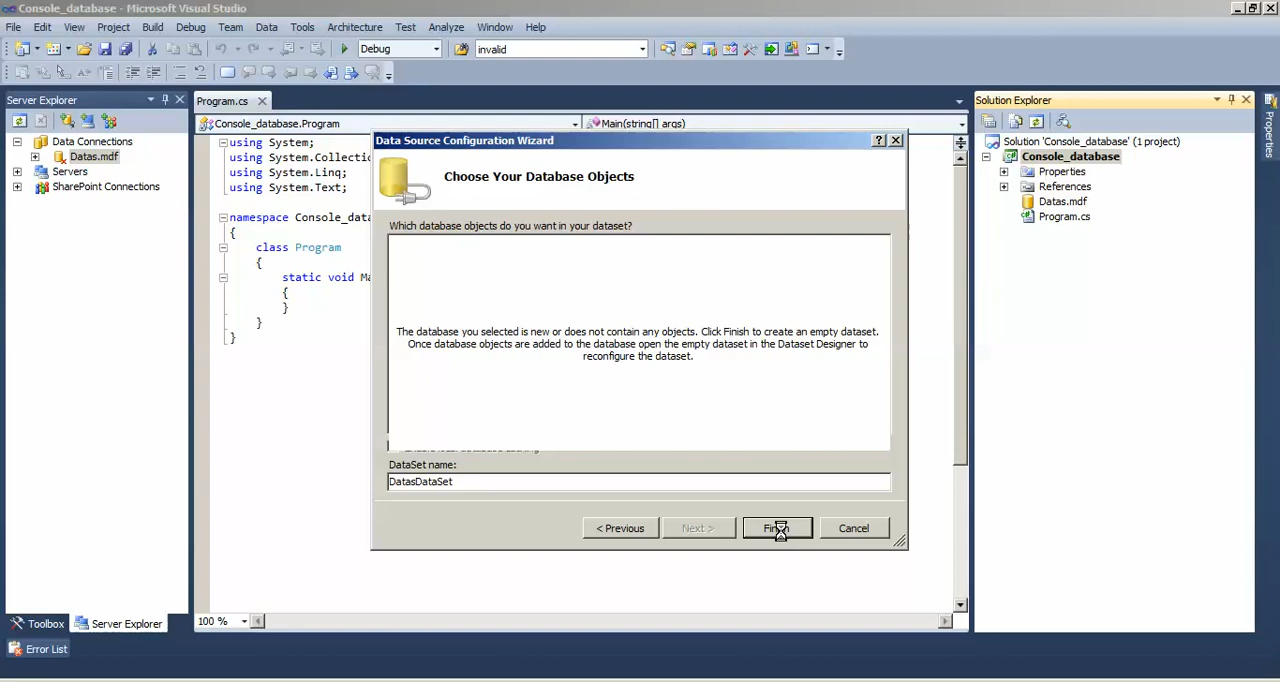 Console_database - Microsoft Visual Studio
File Edit View Project Build Debug Team Data Tools Architecture Test Analyze Window Help
Debug
invalid
Server Explorer
Data Connections
Datas.mdf
Servers
SharePoint Connections
Program.cs
Console_database.Program
Main(string[] args)
using System;
using System.Collecti
using System.Linq;
using System.Text;
namespace Console_data
{
class Program
{
static void Ma
{
}
}
}
Data Source Configuration Wizard
Choose Your Database Objects
Which database objects do you want in your dataset?
The database you selected is new or does not contain any objects. Click Finish to create an empty dataset.
Once database objects are added to the database open the empty dataset in the Dataset Designer to
reconfigure the dataset.
DataSet name:
DatasDataSet
< Previous
Next >
Finish
Cancel
Solution Explorer
Solution 'Console_database' (1 project)
Console_database
Properties
References
Datas.mdf
Program.cs
Properties
100 %
Toolbox
Server Explorer
Error List